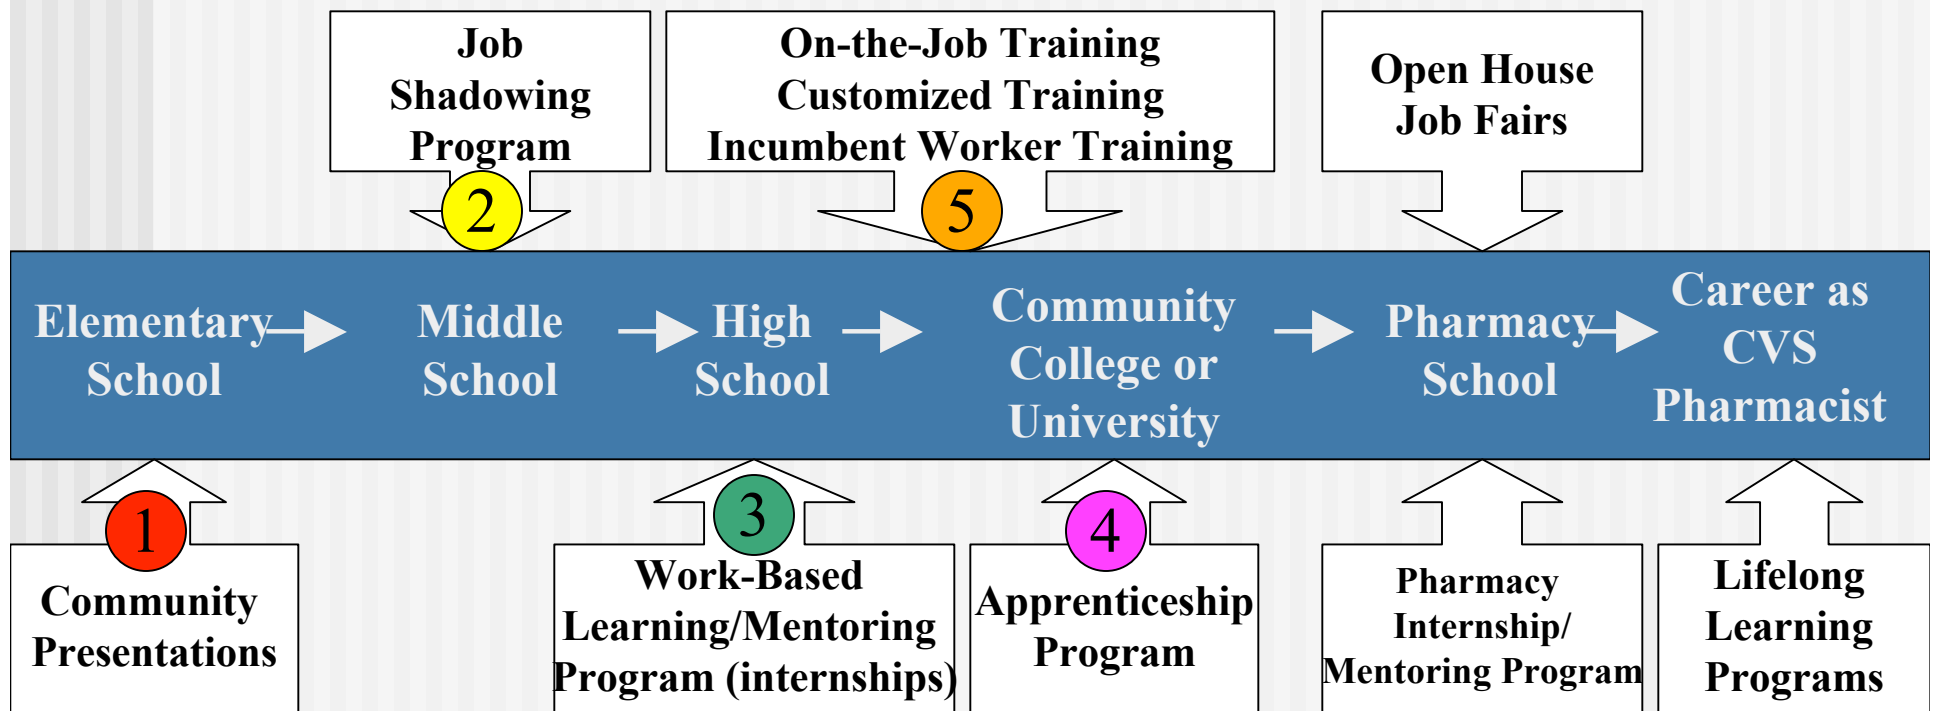 Job
Shadowing
Program
2
On-the-Job Training
Customized Training
Incumbent Worker Training
5
Open House
Job Fairs
Elementary
School
Middle
School
High
School
Community
College or
University
Pharmacy
School
Career as
CVS
Pharmacist
1
Community
Presentations
3
Work-Based
Learning/Mentoring
Program (internships)
4
Apprenticeship
Program
Pharmacy
Internship/
Mentoring Program
Lifelong
Learning
Programs